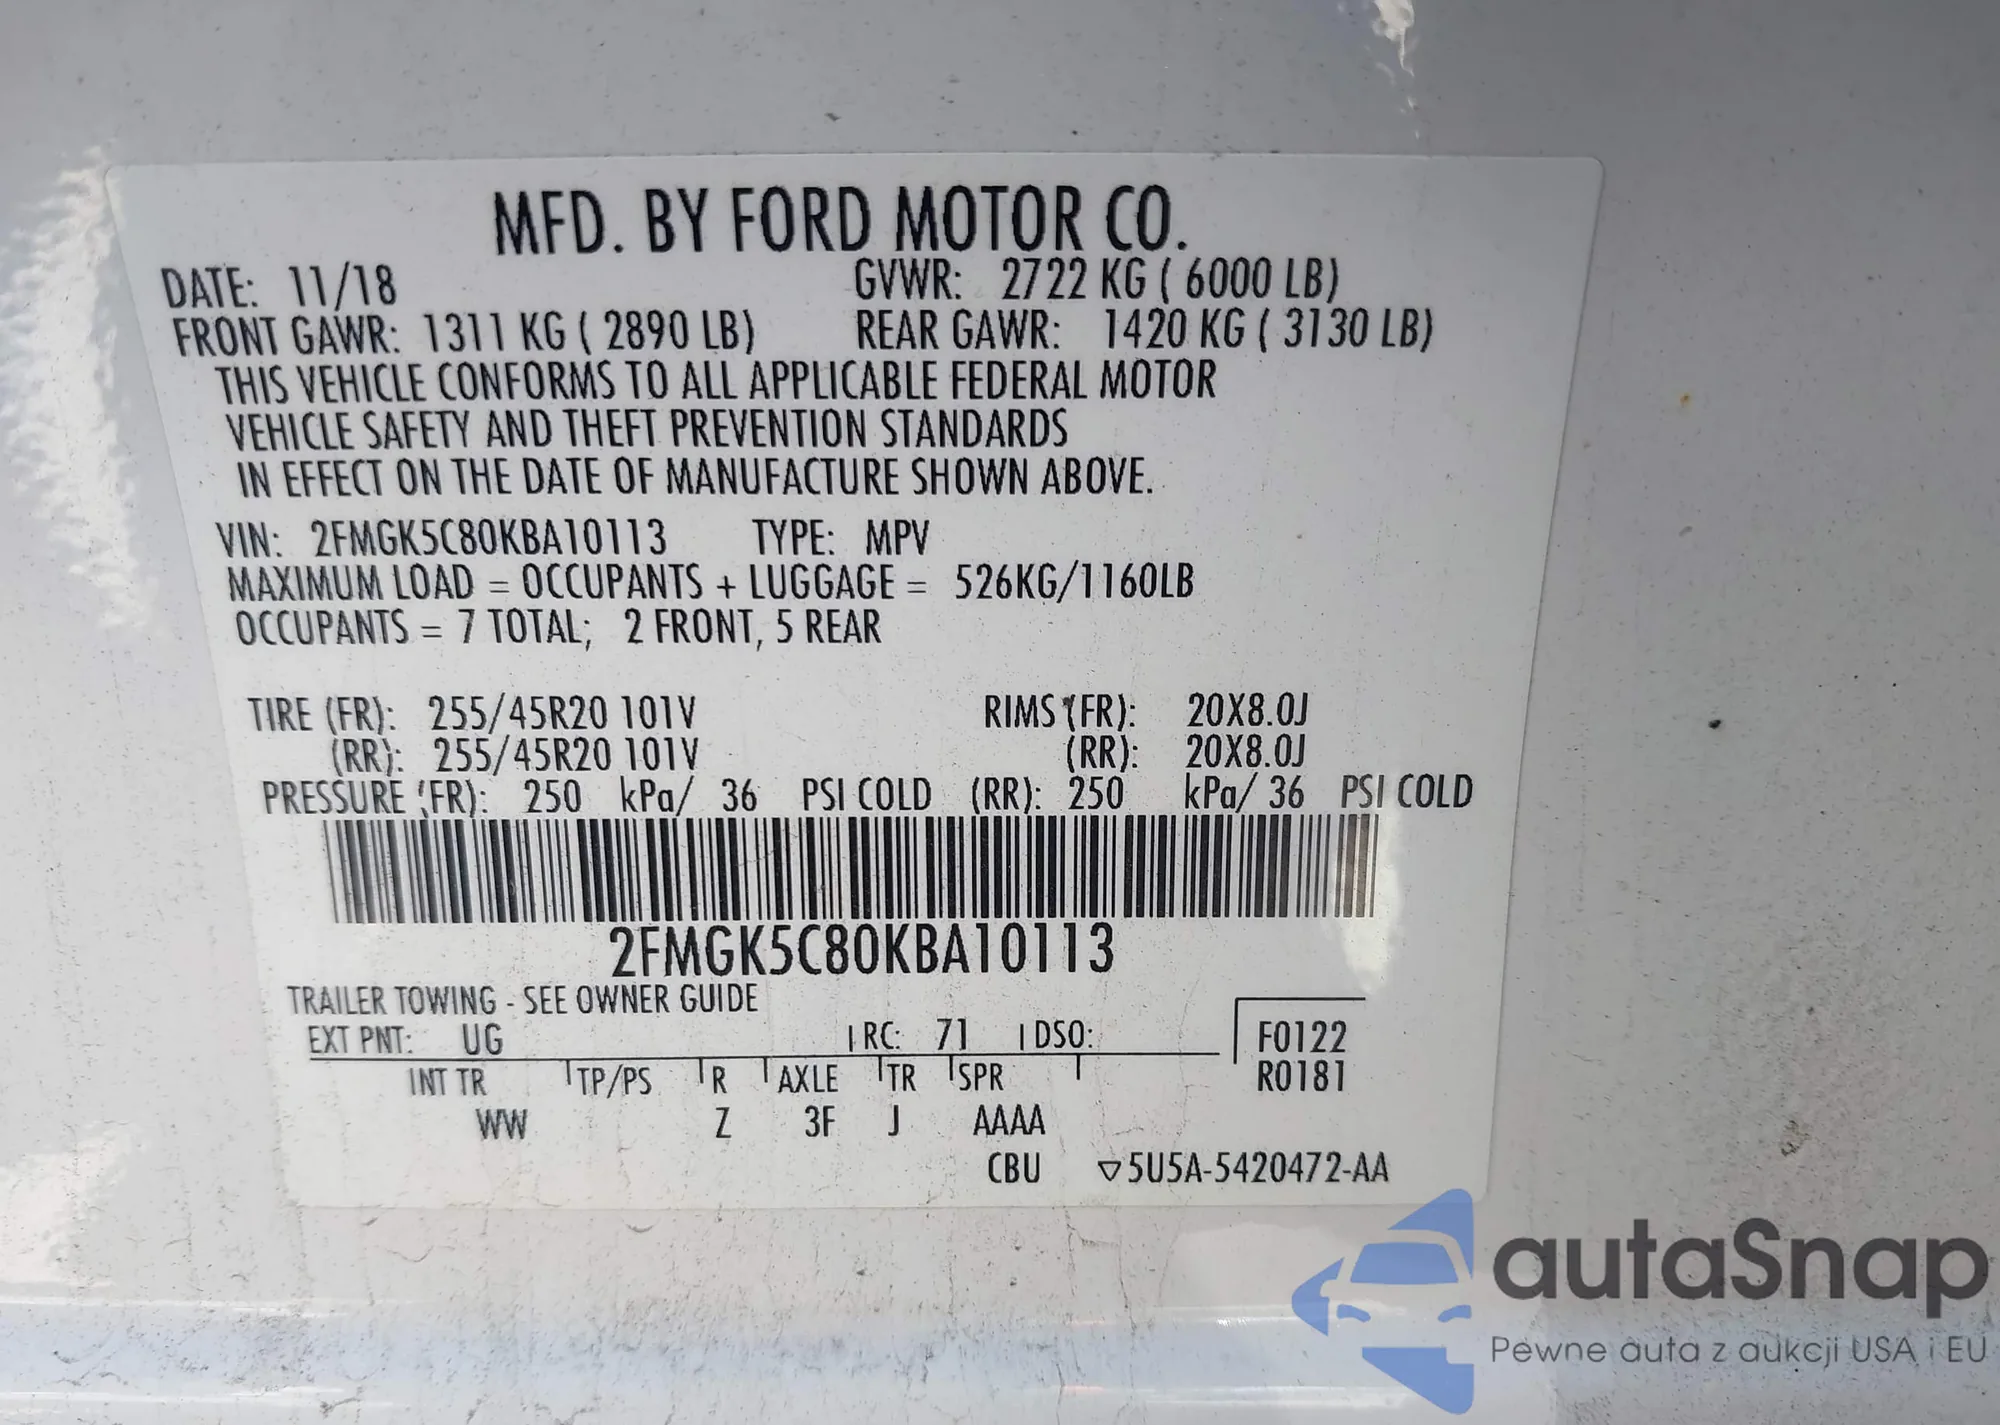 MFD. BY FORD MOTOR CO.
DATE: 11/18 GVWR: 2722 KG ( 6000 LB)
FRONT GAWR: 1311 KG ( 2890 LB) REAR GAWR: 1420 KG ( 3130 LB)
THIS VEHICLE CONFORMS TO ALL APPLICABLE FEDERAL MOTOR
VEHICLE SAFETY AND THEFT PREVENTION STANDARDS
IN EFFECT ON THE DATE OF MANUFACTURE SHOWN ABOVE.
VIN: 2FMGK5C80KBA10113 TYPE: MPV
MAXIMUM LOAD = OCCUPANTS + LUGGAGE = 526KG/1160LB
OCCUPANTS = 7 TOTAL; 2 FRONT, 5 REAR
TIRE (FR): 255/45R20 101V RIMS (FR): 20X8.0J
(RR): 255/45R20 101V (RR): 20X8.0J
PRESSURE (FR): 250 kPa/ 36 PSI COLD (RR): 250 kPa/ 36 PSI COLD
2FMGK5C80KBA10113
TRAILER TOWING - SEE OWNER GUIDE
EXT PNT: UG RC: 71 DSO: F0122
INT TR TP/PS R AXLE TR SPR R0181
WW Z 3F J AAAA
CBU ▽5U5A-5420472-AA
autaSnap
Pewne auta z aukcji USA i EU